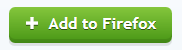 + Add to Firefox